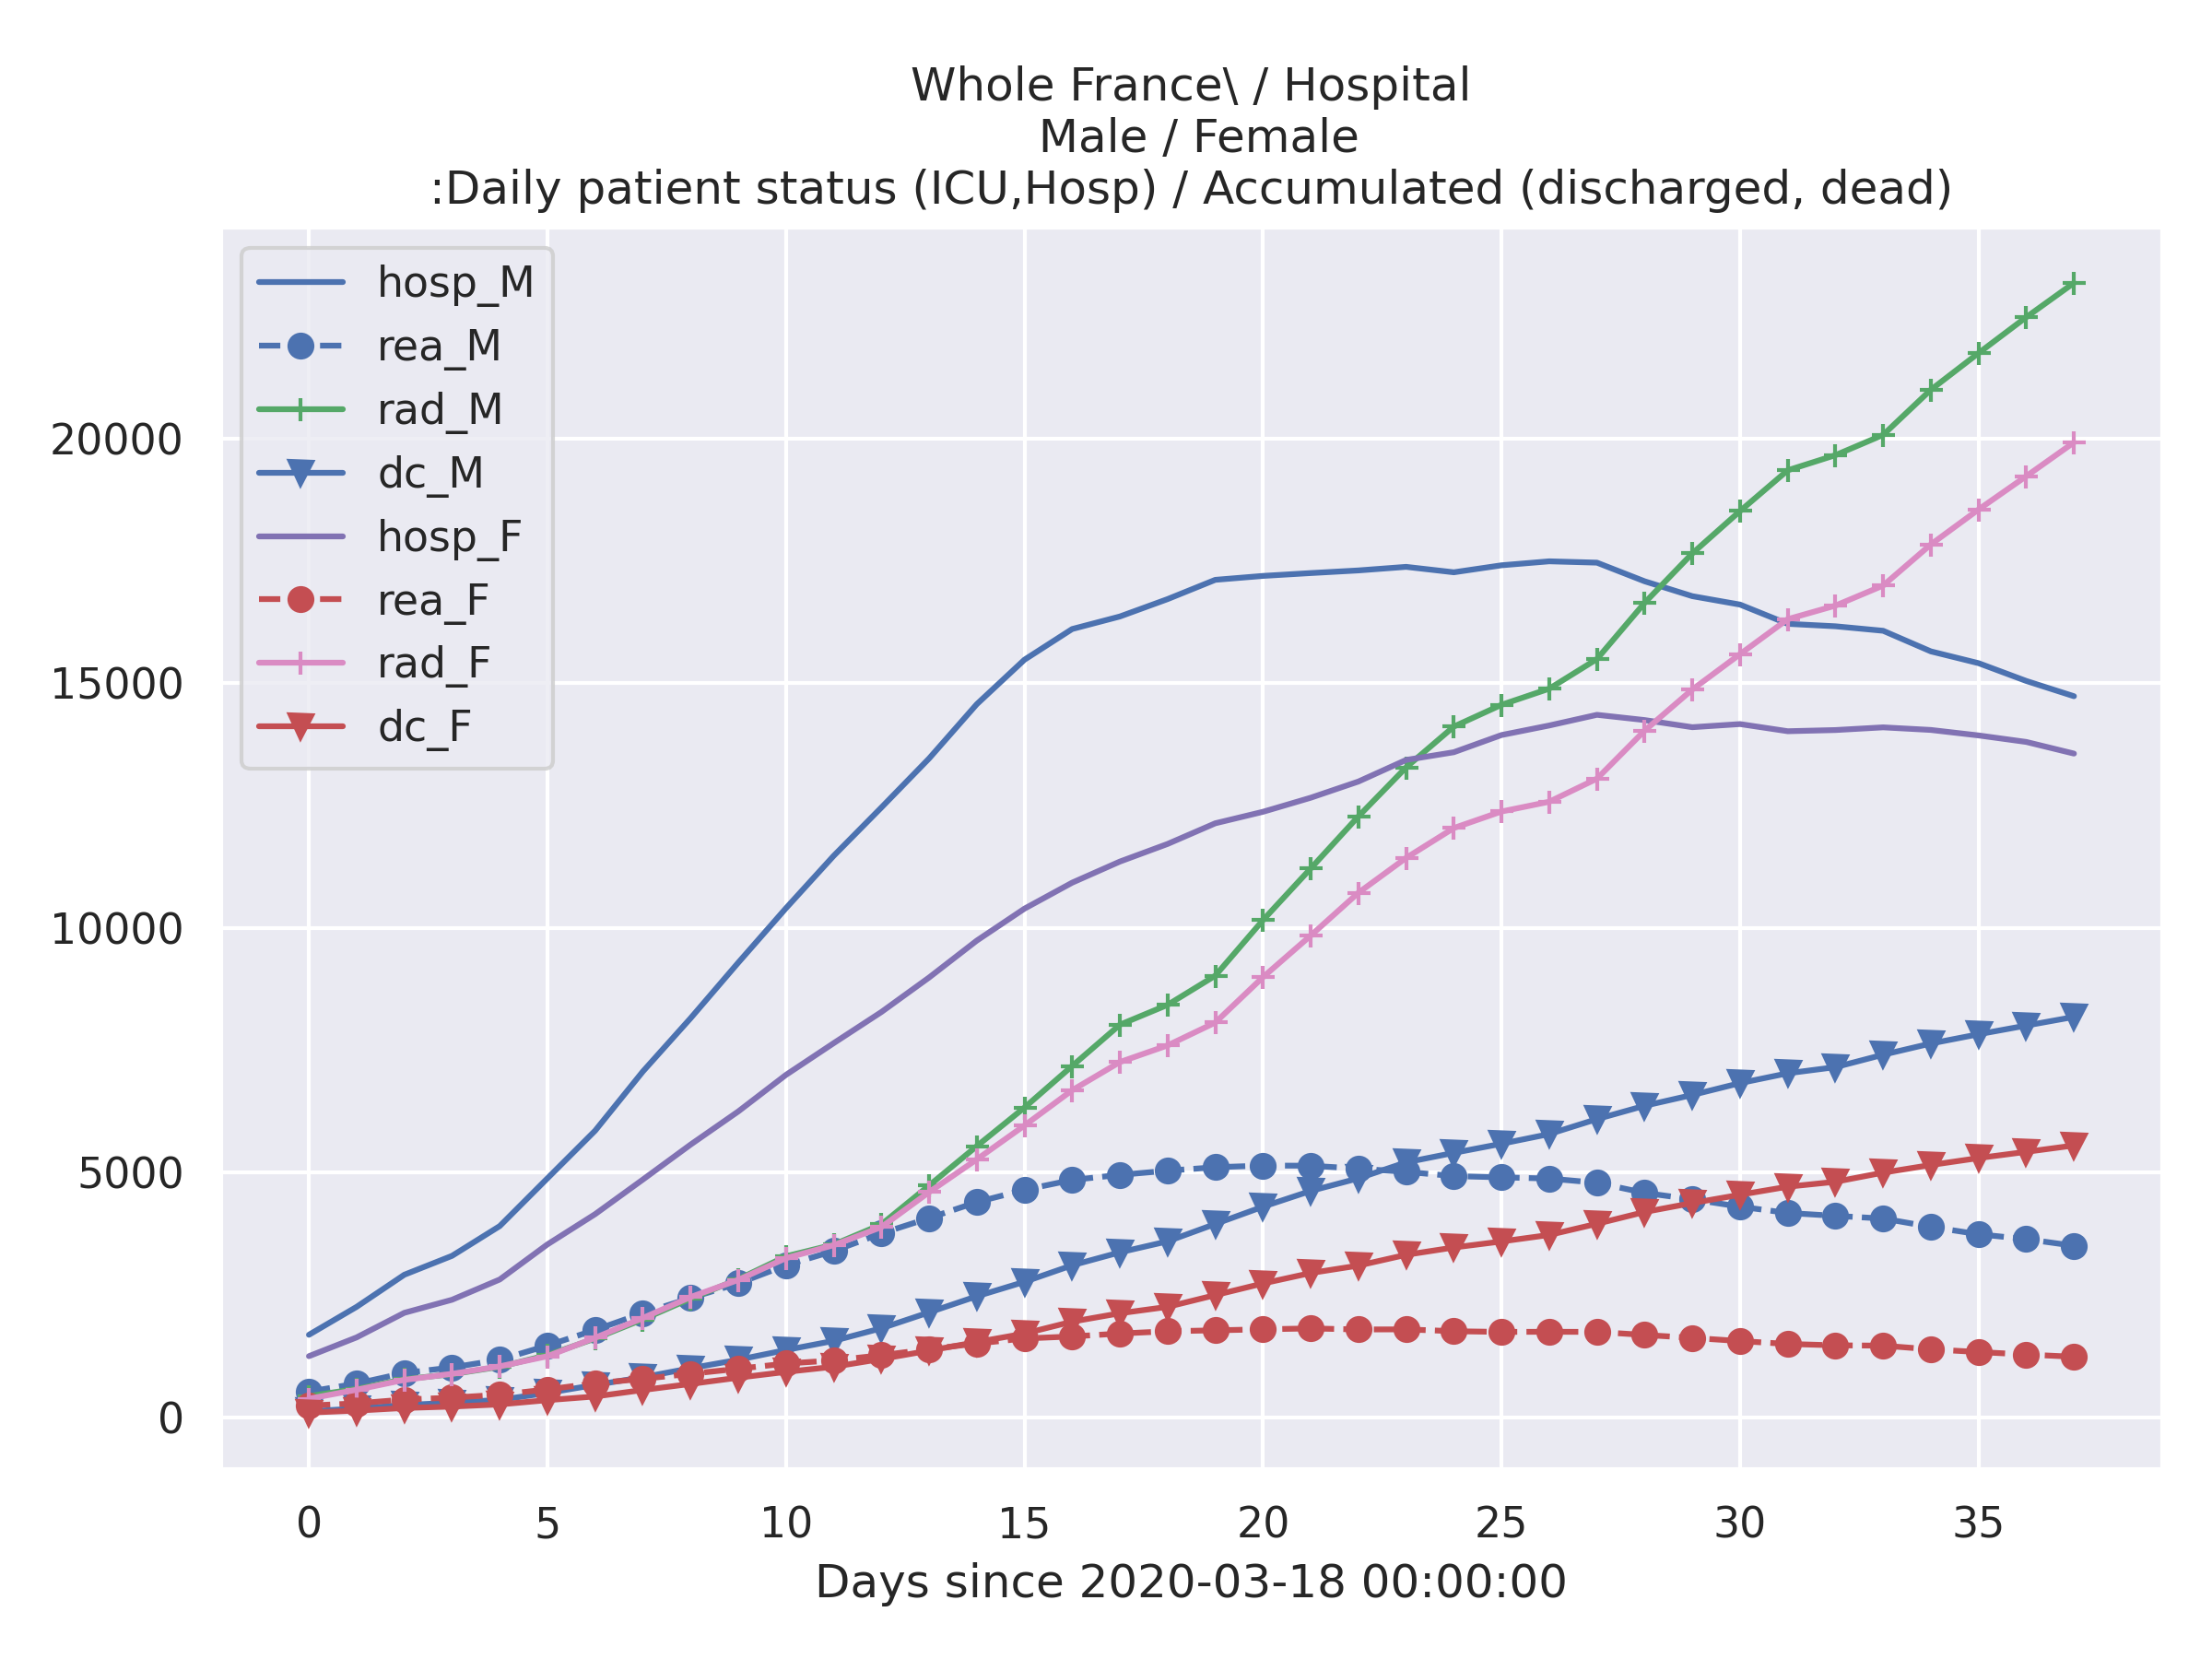 Whole France\ / Hospital
Male / Female
:Daily patient status (ICU,Hosp) / Accumulated (discharged, dead)
hosp_M
rea_M
rad_M
dc_M
hosp_F
rea_F
rad_F
dc_F
20000
15000
10000
5000
0
0 5 10 15 20 25 30 35
Days since 2020-03-18 00:00:00